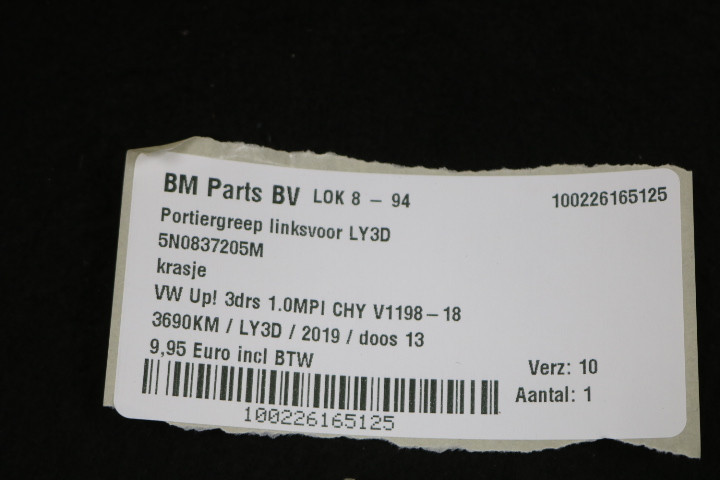 BM Parts BV LOK 8 - 94 100226165125
Portiergreep linksvoor LY3D
5N0837205M
krasje
VW Up! 3drs 1.0MPI CHY V1198-18
3690KM / LY3D / 2019 / doos 13
9,95 Euro incl BTW Verz: 10
Aantal: 1
100226165125